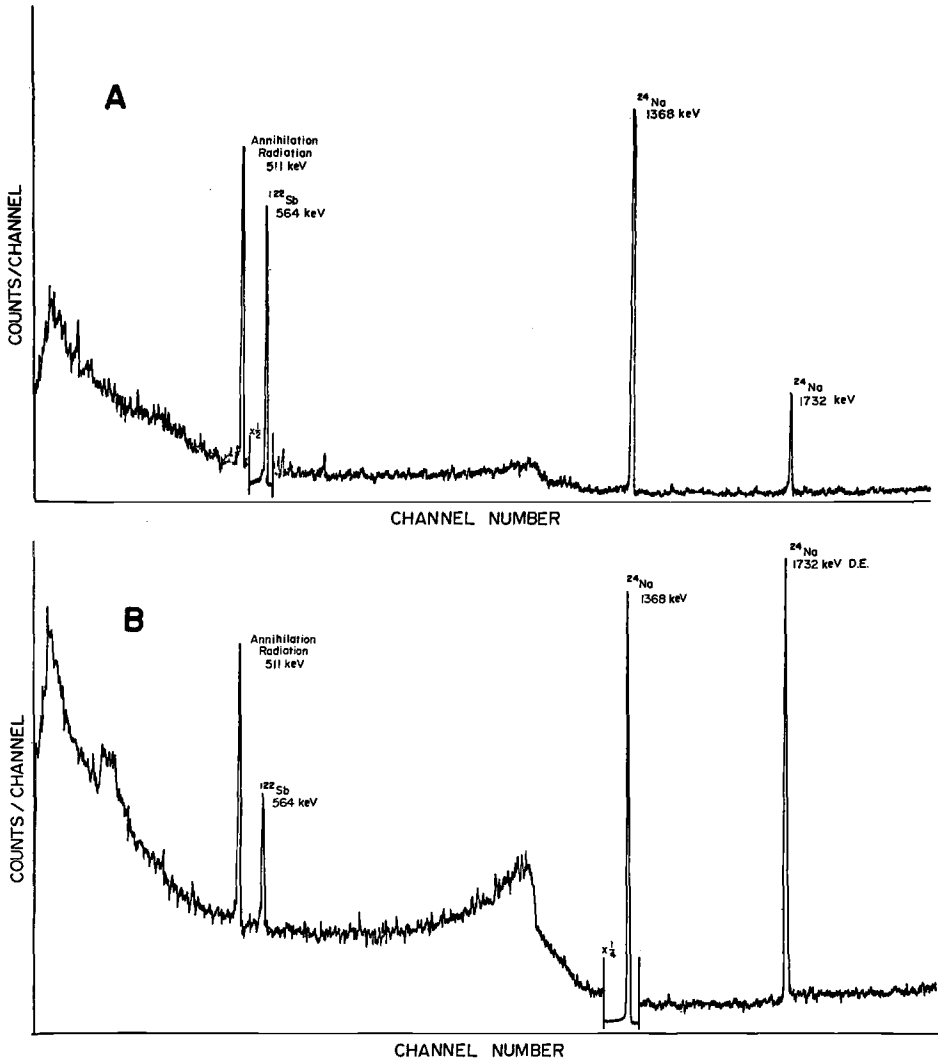 A
COUNTS/CHANNEL
Annihilation
Radiation
511 keV
¹²²Sb
564 keV
x½
²⁴Na
1368 keV
²⁴Na
1732 keV
CHANNEL NUMBER
B
COUNTS / CHANNEL
Annihilation
Radiation
511 keV
¹²²Sb
564 keV
x¼
²⁴Na
1368 keV
²⁴Na
1732 keV D.E.
CHANNEL NUMBER